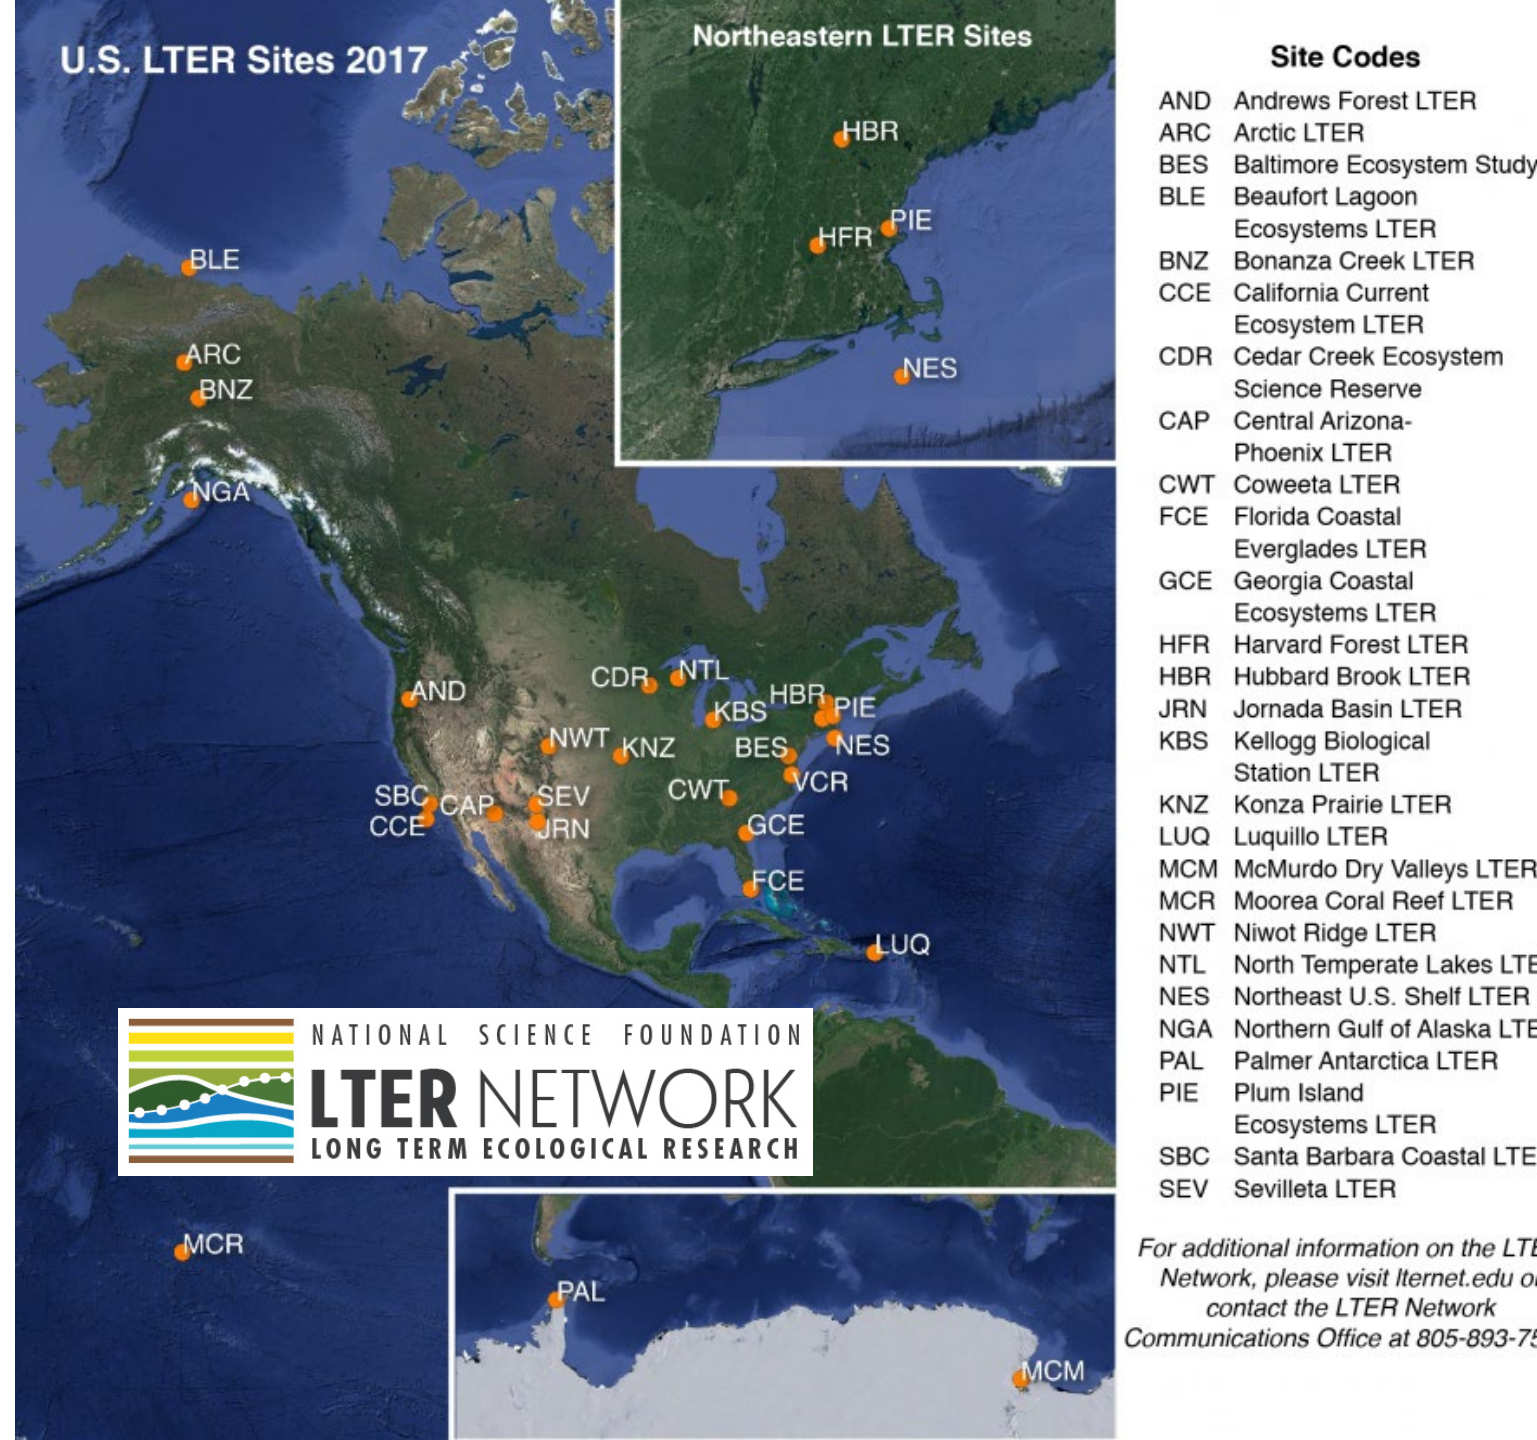 U.S. LTER Sites 2017
Northeastern LTER Sites
HBR
PIE
HFR
NES
BLE
ARC
BNZ
NGA
AND
CDR
NTL
KBS
HBR
PIE
NWT
KNZ
BES
NES
VCR
SBC
CAP
SEV
CWT
CCE
JRN
GCE
FCE
LUQ
NATIONAL SCIENCE FOUNDATION
LTER NETWORK
LONG TERM ECOLOGICAL RESEARCH
MCR
PAL
MCM
Site Codes
AND Andrews Forest LTER
ARC Arctic LTER
BES Baltimore Ecosystem Study
BLE Beaufort Lagoon
Ecosystems LTER
BNZ Bonanza Creek LTER
CCE California Current
Ecosystem LTER
CDR Cedar Creek Ecosystem
Science Reserve
CAP Central Arizona-
Phoenix LTER
CWT Coweeta LTER
FCE Florida Coastal
Everglades LTER
GCE Georgia Coastal
Ecosystems LTER
HFR Harvard Forest LTER
HBR Hubbard Brook LTER
JRN Jornada Basin LTER
KBS Kellogg Biological
Station LTER
KNZ Konza Prairie LTER
LUQ Luquillo LTER
MCM McMurdo Dry Valleys LTER
MCR Moorea Coral Reef LTER
NWT Niwot Ridge LTER
NTL North Temperate Lakes
NES Northeast U.S. Shelf LTER
NGA Northern Gulf of Alaska
PAL Palmer Antarctica LTER
PIE Plum Island
Ecosystems LTER
SBC Santa Barbara Coastal
SEV Sevilleta LTER
For additional information on the
Network, please visit lternet.edu
contact the LTER Network
Communications Office at